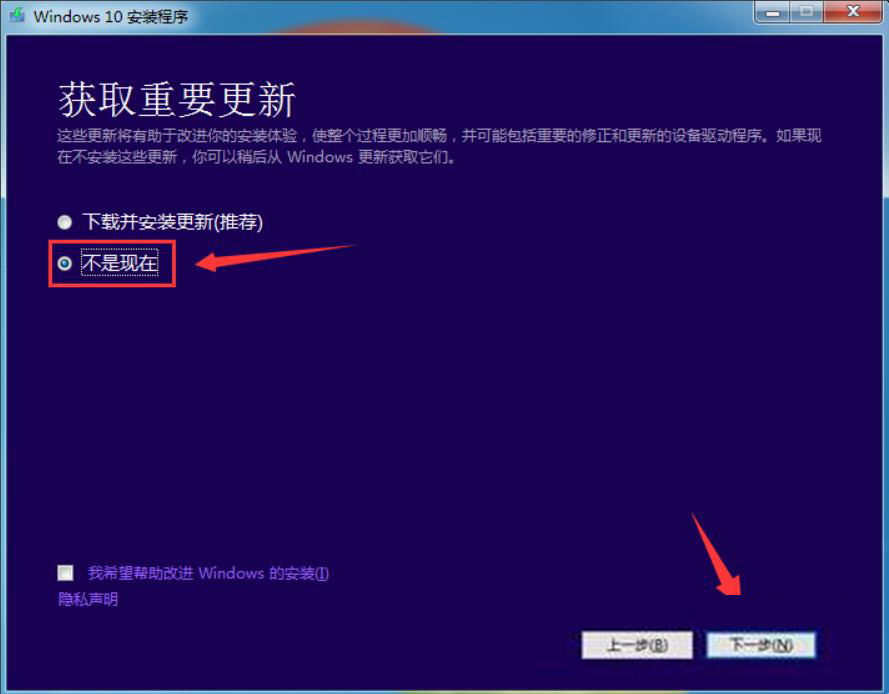 Windows 10 安装程序
获取重要更新
这些更新将有助于改进你的安装体验，使整个过程更加顺畅，并可能包括重要的修正和更新的设备驱动程序。如果现
在不安装这些更新，你可以稍后从 Windows 更新获取它们。
下载并安装更新(推荐)
不是现在
我希望帮助改进 Windows 的安装(I)
隐私声明
上一步(B)
下一步(N)